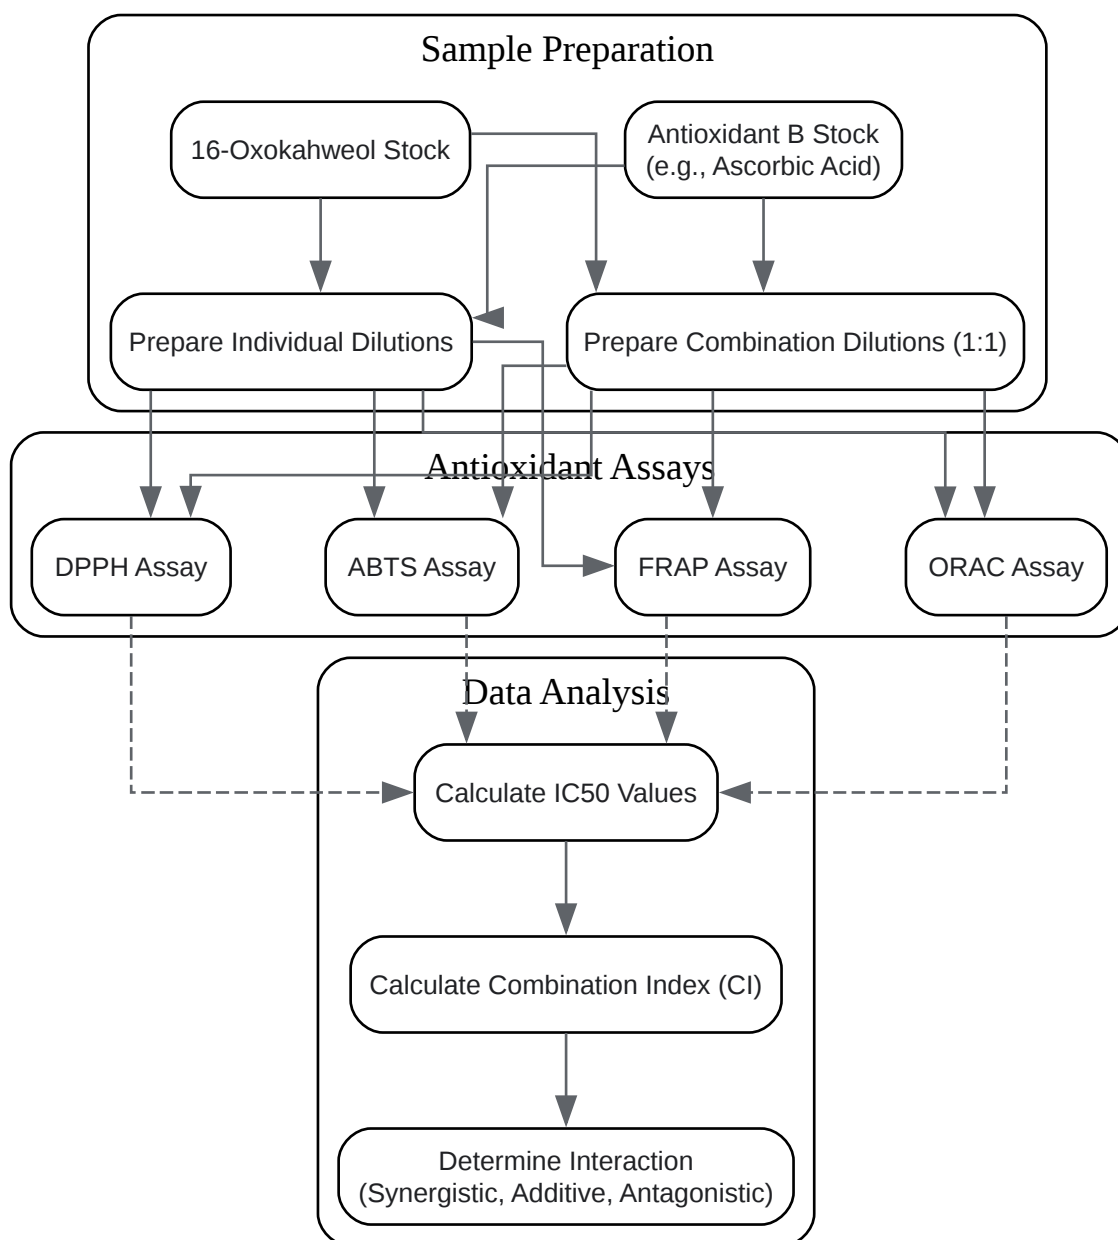 Sample Preparation
16-Oxokahweol Stock
Antioxidant B Stock
(e.g., Ascorbic Acid)
Prepare Individual Dilutions
Prepare Combination Dilutions (1:1)
Antioxidant Assays
DPPH Assay
ABTS Assay
FRAP Assay
ORAC Assay
Data Analysis
Calculate IC50 Values
Calculate Combination Index (CI)
Determine Interaction
(Synergistic, Additive, Antagonistic)